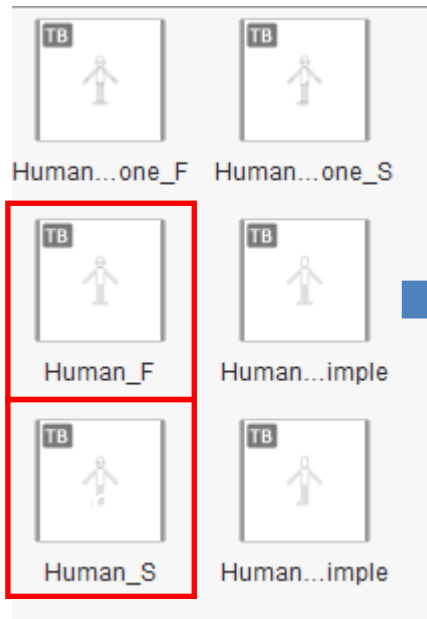 TB TB
Human...one_F Human...one_S
TB TB
Human_F Human...imple
TB TB
Human_S Human...imple